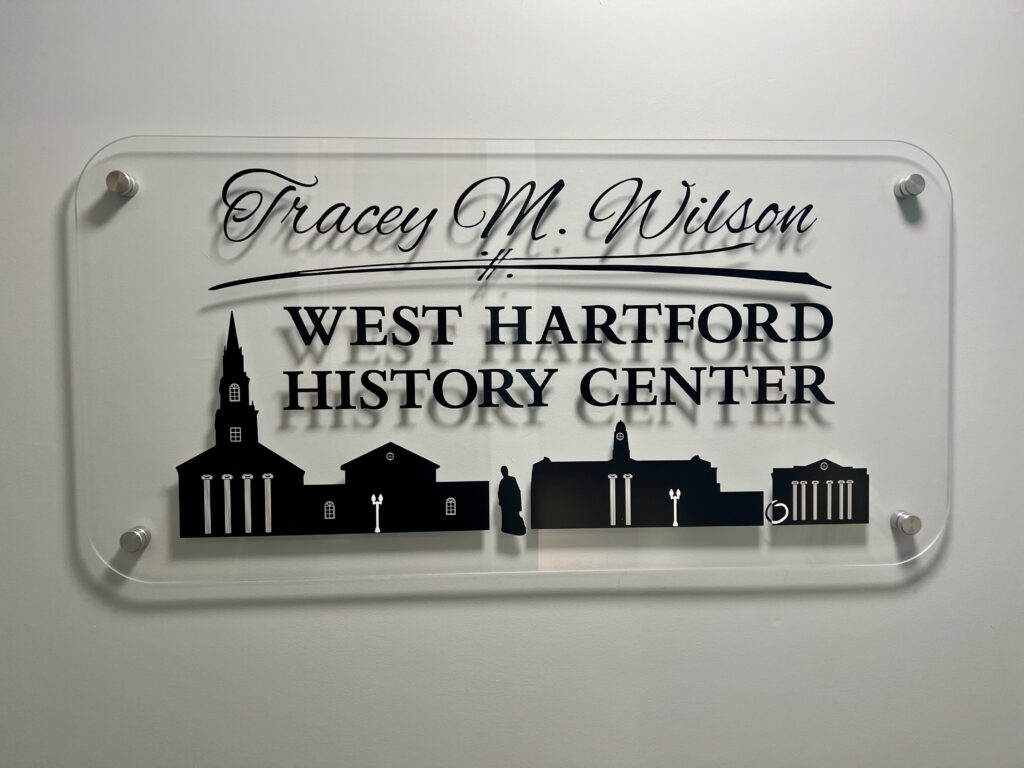 Tracey M. Wilson
WEST HARTFORD
HISTORY CENTER